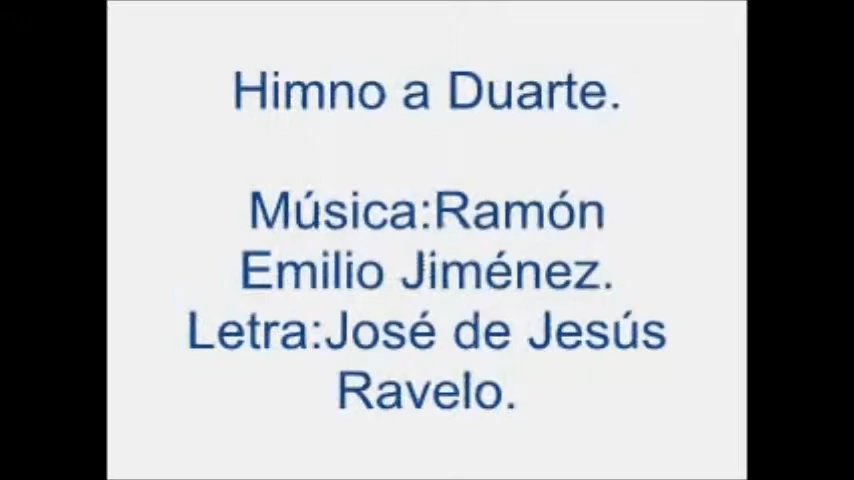 Himno a Duarte.
Música:Ramón
Emilio Jiménez.
Letra:José de Jesús
Ravelo.